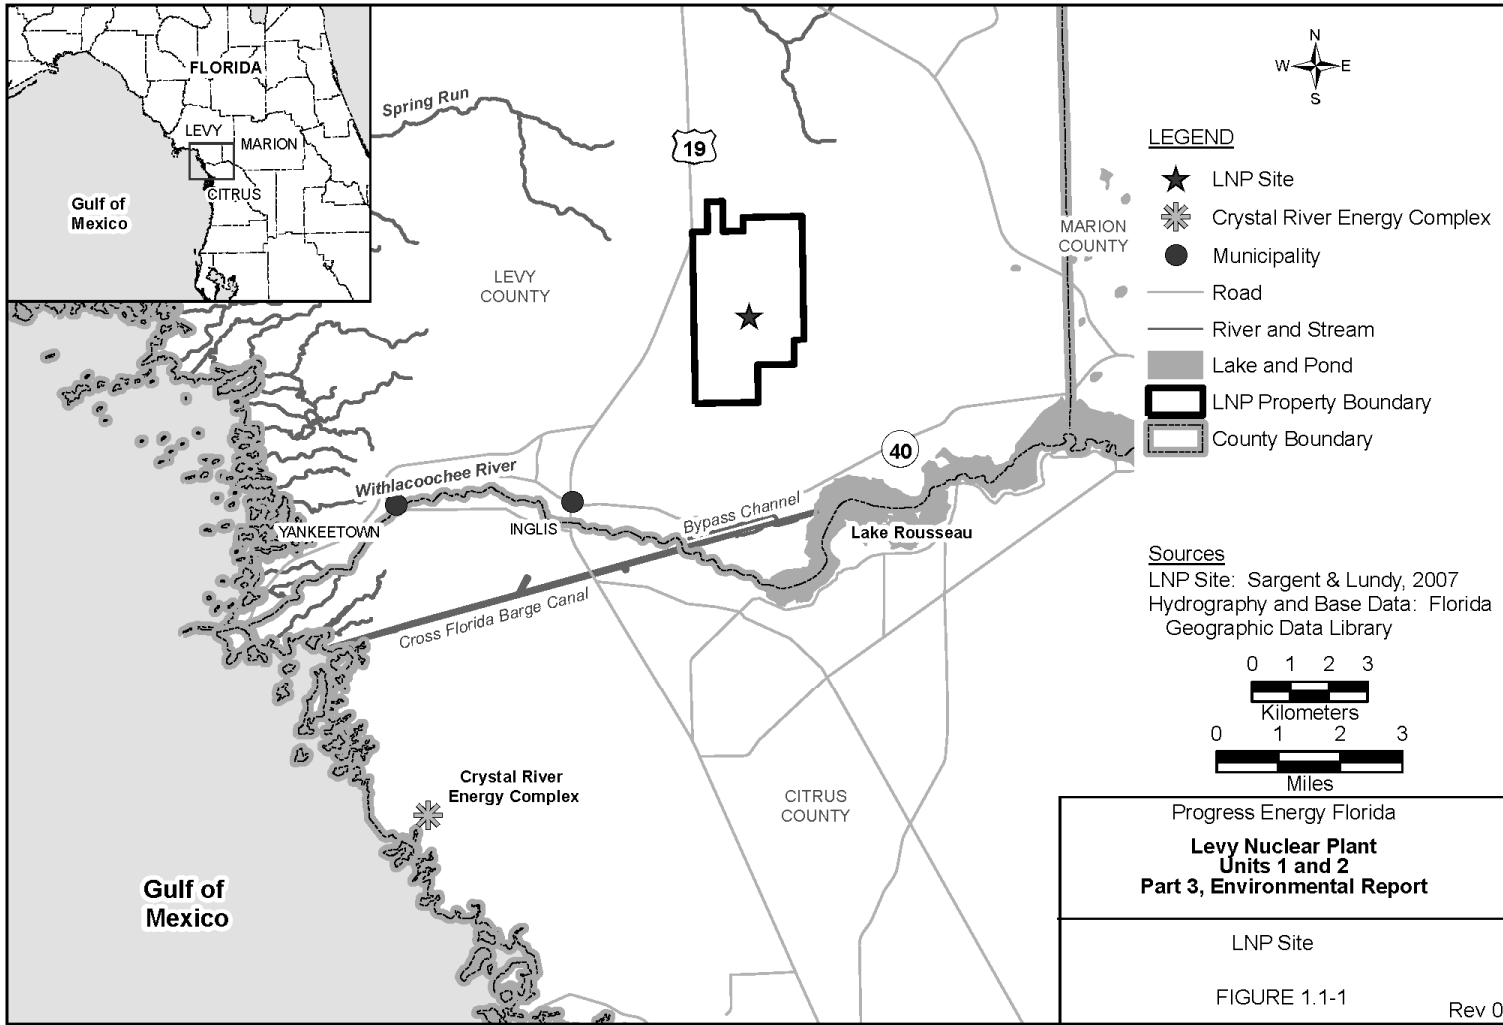 FLORIDA
LEVY
MARION
CITRUS
Gulf of
Mexico
Spring Run
19
LEVY
COUNTY
MARION
COUNTY
40
Withlacoochee River
YANKEETOWN
INGLIS
Bypass Channel
Lake Rousseau
Cross Florida Barge Canal
Crystal River
Energy Complex
CITRUS
COUNTY
Gulf of
Mexico
N
W E
S
LEGEND
LNP Site
Crystal River Energy Complex
Municipality
Road
River and Stream
Lake and Pond
LNP Property Boundary
County Boundary
Sources
LNP Site: Sargent & Lundy, 2007
Hydrography and Base Data: Florida
Geographic Data Library
0 1 2 3
Kilometers
0 1 2 3
Miles
Progress Energy Florida
Levy Nuclear Plant
Units 1 and 2
Part 3, Environmental Report
LNP Site
FIGURE 1.1-1
Rev 0